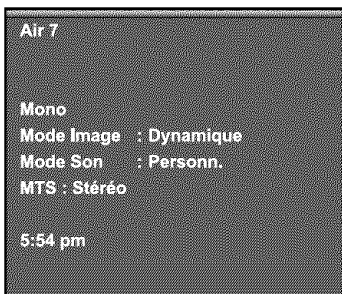 Air 7
Mono
Mode Image : Dynamique
Mode Son : Personn.
MTS : Stéréo
5:54 pm